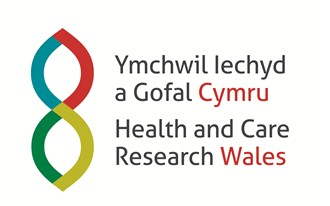 Ymchwil Iechyd
a Gofal Cymru
Health and Care
Research Wales